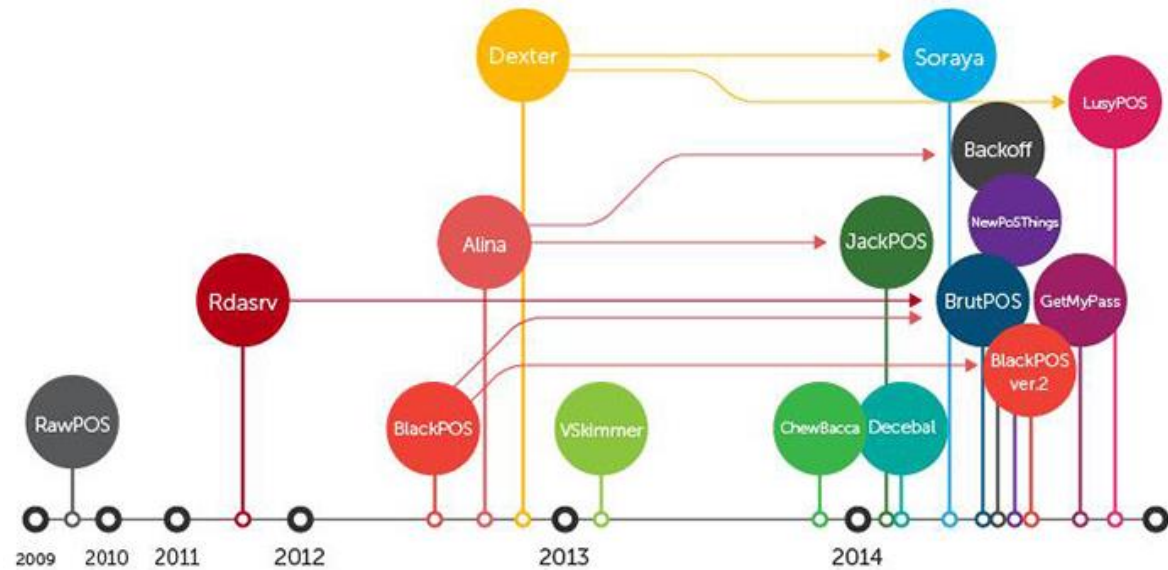 Dexter
Soraya
LusyPOS
Backoff
NewPoSThings
Alina
JackPOS
Rdasrv
BrutPOS
GetMyPass
BlackPOS
ver.2
RawPOS
BlackPOS
VSkimmer
ChewBacca
Decebal
2009
2010
2011
2012
2013
2014